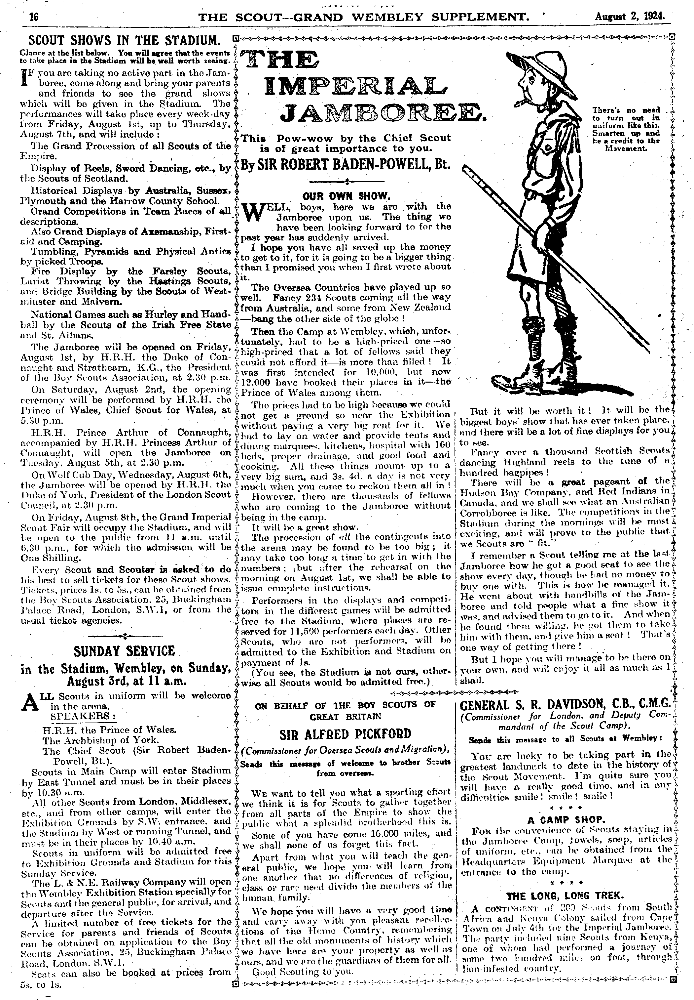 16
THE SCOUT—GRAND WEMBLEY SUPPLEMENT.
August 2, 1924.
SCOUT SHOWS IN THE STADIUM.
Glance at the list below. You will agree that the events
to take place in the Stadium will be well worth seeing.
IF you are taking no active part in the Jam-
boree, come along and bring your parents
and friends to see the grand shows
which will be given in the Stadium. The
performances will take place every week-day
from Friday, August 1st, up to Thursday,
August 7th, and will include :
The Grand Procession of all Scouts of the
Empire.
Display of Reels, Sword Dancing, etc., by
the Scouts of Scotland.
Historical Displays by Australia, Sussex,
Plymouth and the Harrow County School.
Grand Competitions in Team Races of all
descriptions.
Also Grand Displays of Axemanship, First-
aid and Camping.
Tumbling, Pyramids and Physical Antics
by picked Troops.
Fire Display by the Farsley Scouts,
Lariat Throwing by the Hastings Scouts,
and Bridge Building by the Scouts of West-
minster and Malvern.
National Games such as Hurley and Hand-
ball by the Scouts of the Irish Free State
and St. Albans.
The Jamboree will be opened on Friday,
August 1st, by H.R.H. the Duke of Con-
naught and Strathearn, K.G., the President
of the Boy Scouts Association, at 2.30 p.m.
On Saturday, August 2nd, the opening
ceremony will be performed by H.R.H. the
Prince of Wales, Chief Scout for Wales, at
5.30 p.m.
H.R.H. Prince Arthur of Connaught,
accompanied by H.R.H. Princess Arthur of
Connaught, will open the Jamboree on
Tuesday, August 5th, at 2.30 p.m.
On Wolf Cub Day, Wednesday, August 6th,
the Jamboree will be opened by H.R.H. the
Duke of York, President of the London Scout
Council, at 2.30 p.m.
On Friday, August 8th, the Grand Imperial
Scout Fair will occupy the Stadium, and will
be open to the public from 11 a.m. until
6.30 p.m., for which the admission will be
One Shilling.
Every Scout and Scouter is asked to do
his best to sell tickets for these Scout shows.
Tickets, prices 1s. to 5s., can be obtained from
the Boy Scouts Association, 25, Buckingham
Palace Road, London, S.W.1, or from the
usual ticket agencies.
SUNDAY SERVICE
in the Stadium, Wembley, on Sunday,
August 3rd, at 11 a.m.
ALL Scouts in uniform will be welcome
in the arena.
SPEAKERS :
H.R.H. the Prince of Wales.
The Archbishop of York.
The Chief Scout (Sir Robert Baden-
Powell, Bt.).
Scouts in Main Camp will enter Stadium
by East Tunnel and must be in their places
by 10.30 a.m.
All other Scouts from London, Middlesex,
etc., and from other camps, will enter the
Exhibition Grounds by S.W. entrance, and
the Stadium by West or running Tunnel, and
must be in their places by 10.40 a.m.
Scouts in uniform will be admitted free
to Exhibition Grounds and Stadium for this
Sunday Service.
The L. & N.E. Railway Company will open
the Wembley Exhibition Station specially for
Scouts and the general public, for arrival, and
departure after the Service.
A limited number of free tickets for the
Service for parents and friends of Scouts
can be obtained on application to the Boy
Scouts Association, 25, Buckingham Palace
Road, London, S.W.1.
Seats can also be booked at prices from
5s. to 1s.
THE
IMPERIAL
JAMBOREE.
This Pow-wow by the Chief Scout
is of great importance to you.
By SIR ROBERT BADEN-POWELL, Bt.
There's no need
to turn out in
uniform like this.
Smarten up and
be a credit to the
Movement.
OUR OWN SHOW.
WELL, boys, here we are with the
Jamboree upon us. The thing we
have been looking forward to for the
past year has suddenly arrived.
I hope you have all saved up the money
to get to it, for it is going to be a bigger thing
than I promised you when I first wrote about
it.
The Oversea Countries have played up so
well. Fancy 234 Scouts coming all the way
from Australia, and some from New Zealand
—bang the other side of the globe !
Then the Camp at Wembley, which, unfor-
tunately, had to be a high-priced one—so
high-priced that a lot of fellows said they
could not afford it—is more than filled ! It
was first intended for 10,000, but now
12,000 have booked their places in it—the
Prince of Wales among them.
The prices had to be high because we could
not get a ground so near the Exhibition
without paying a very big rent for it. We
had to lay on water and provide tents and
dining marquees, kitchens, hospital with 100
beds, proper drainage, and good food and
cooking. All these things mount up to a
very big sum, and 3s. 4d. a day is not very
much when you come to reckon them all in !
However, there are thousands of fellows
who are coming to the Jamboree without
being in the camp.
It will be a great show.
The procession of all the contingents into
the arena may be found to be too big ; it
may take too long a time to get in with the
numbers ; but after the rehearsal on the
morning on August 1st, we shall be able to
issue complete instructions.
Performers in the displays and competi-
tors in the different games will be admitted
free to the Stadium, where places are re-
served for 11,500 performers each day. Other
Scouts, who are not performers, will be
admitted to the Exhibition and Stadium on
payment of 1s.
(You see, the Stadium is not ours, other-
wise all Scouts would be admitted free.)
But it will be worth it ! It will be the
biggest boys' show that has ever taken place,
and there will be a lot of fine displays for you
to see.
Fancy over a thousand Scottish Scouts
dancing Highland reels to the tune of a
hundred bagpipes !
There will be a great pageant of the
Hudson Bay Company, and Red Indians in
Canada, and we shall see what an Australian
Corrobboree is like. The competitions in the
Stadium during the mornings will be most
exciting, and will prove to the public that
we Scouts are " fit."
I remember a Scout telling me at the last
Jamboree how he got a good seat to see the
show every day, though he had no money to
buy one with. This is how he managed it.
He went about with handbills of the Jam-
boree and told people what a fine show it
was, and advised them to go to it. And when
he found them willing, he got them to take
him with them, and give him a seat ! That's
one way of getting there !
But I hope you will manage to be there on
your own, and will enjoy it all as much as I
shall.
ON BEHALF OF THE BOY SCOUTS OF
GREAT BRITAIN
SIR ALFRED PICKFORD
(Commissioner for Oversea Scouts and Migration),
Sends this message of welcome to brother Scouts
from overseas.
WE want to tell you what a sporting effort
we think it is for Scouts to gather together
from all parts of the Empire to show the
public what a splendid brotherhood this is.
Some of you have come 16,000 miles, and
we shall none of us forget this fact.
Apart from what you will teach the gen-
eral public, we hope you will learn from
one another that no differences of religion,
class or race need divide the members of the
human family.
We hope you will have a very good time
and carry away with you pleasant recollec-
tions of the Home Country, remembering
that all the old monuments of history which
we have here are your property as well as
ours, and we are the guardians of them for all.
Good Scouting to you.
GENERAL S. R. DAVIDSON, C.B., C.M.G.
(Commissioner for London, and Deputy Com-
mandant of the Scout Camp),
Sends this message to all Scouts at Wembley :
YOU are lucky to be taking part in the
greatest landmark to date in the history of
the Scout Movement. I'm quite sure you
will have a really good time, and in any
difficulties smile ! smile ! smile !
* * * *
A CAMP SHOP.
FOR the convenience of Scouts staying in
the Jamboree Camp, towels, soap, articles
of uniform, etc., can be obtained from the
Headquarters Equipment Marquee at the
entrance to the camp.
* * * *
THE LONG, LONG TREK.
A CONTINGENT of 200 Scouts from South
Africa and Kenya Colony sailed from Cape
Town on July 4th for the Imperial Jamboree.
The party included nine Scouts from Kenya,
one of whom had performed a journey of
some two hundred miles on foot, through
lion-infested country.